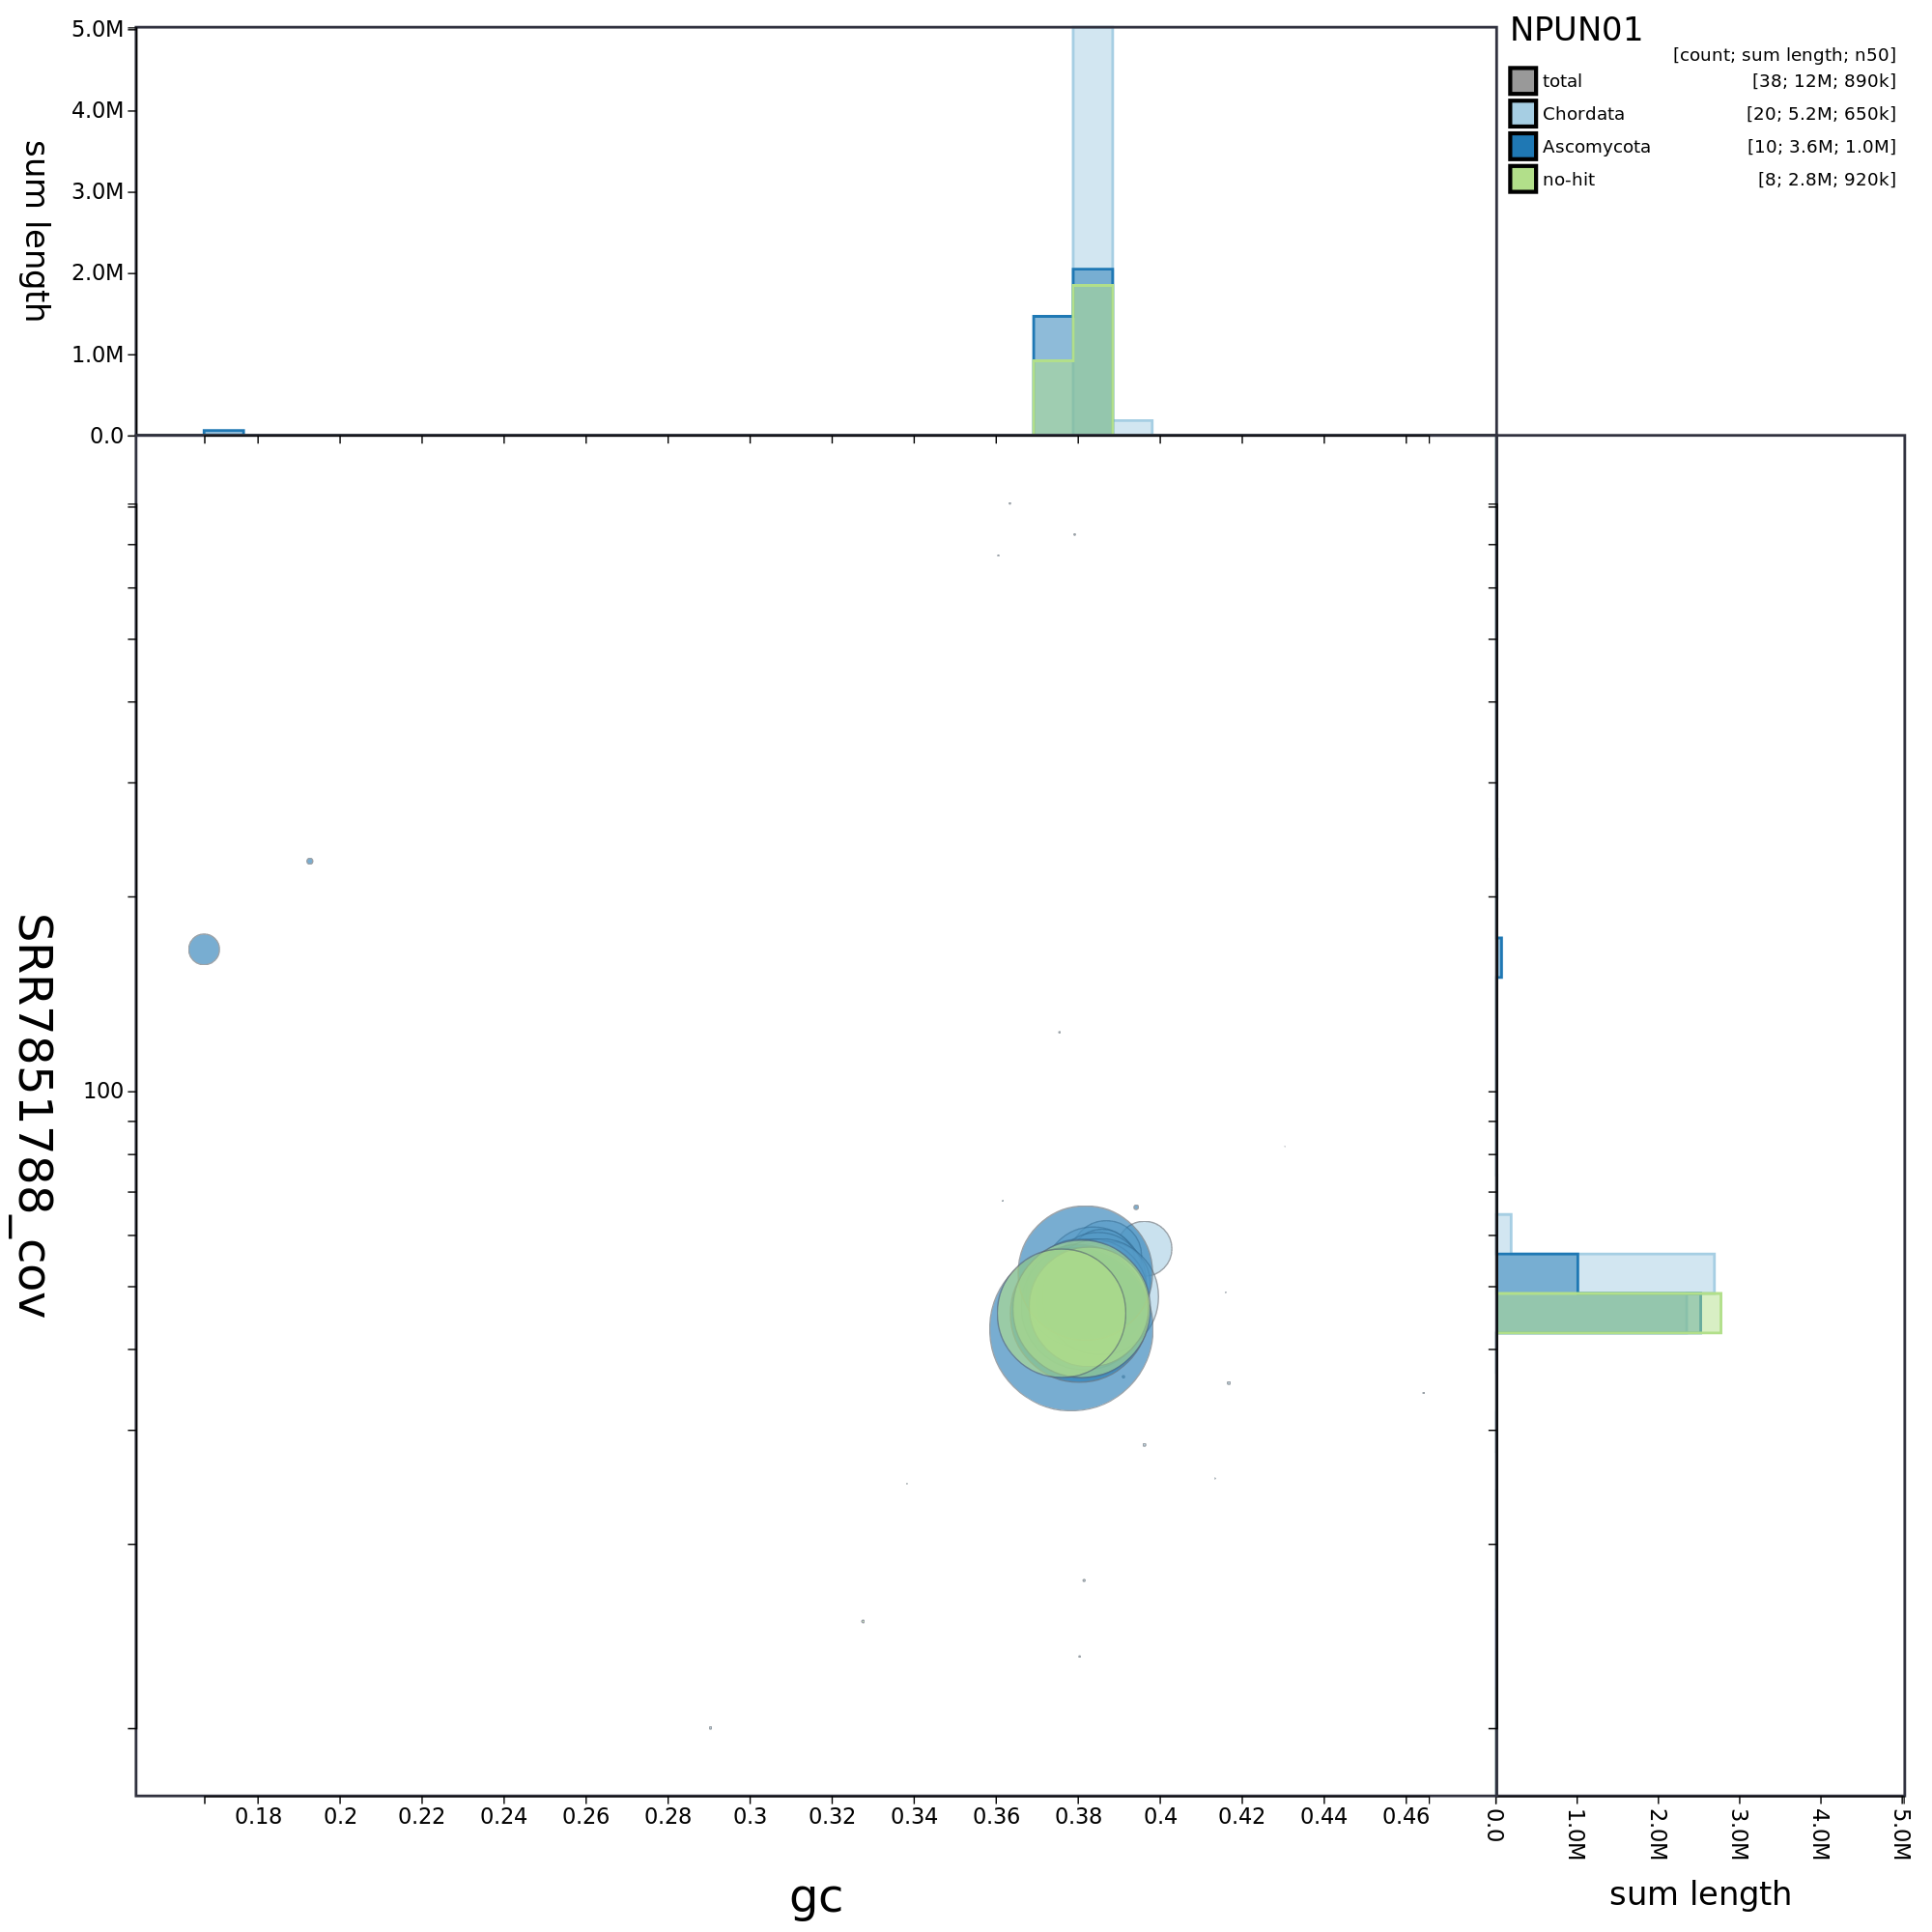 NPUN01
[count; sum length; n50]
total [38; 12M; 890k]
Chordata [20; 5.2M; 650k]
Ascomycota [10; 3.6M; 1.0M]
no-hit [8; 2.8M; 920k]
sum length
5.0M
4.0M
3.0M
2.0M
1.0M
0.0
SRR7851788_cov
100
0.18 0.2 0.22 0.24 0.26 0.28 0.3 0.32 0.34 0.36 0.38 0.4 0.42 0.44 0.46
gc
0.0 1.0M 2.0M 3.0M 4.0M 5.0M
sum length